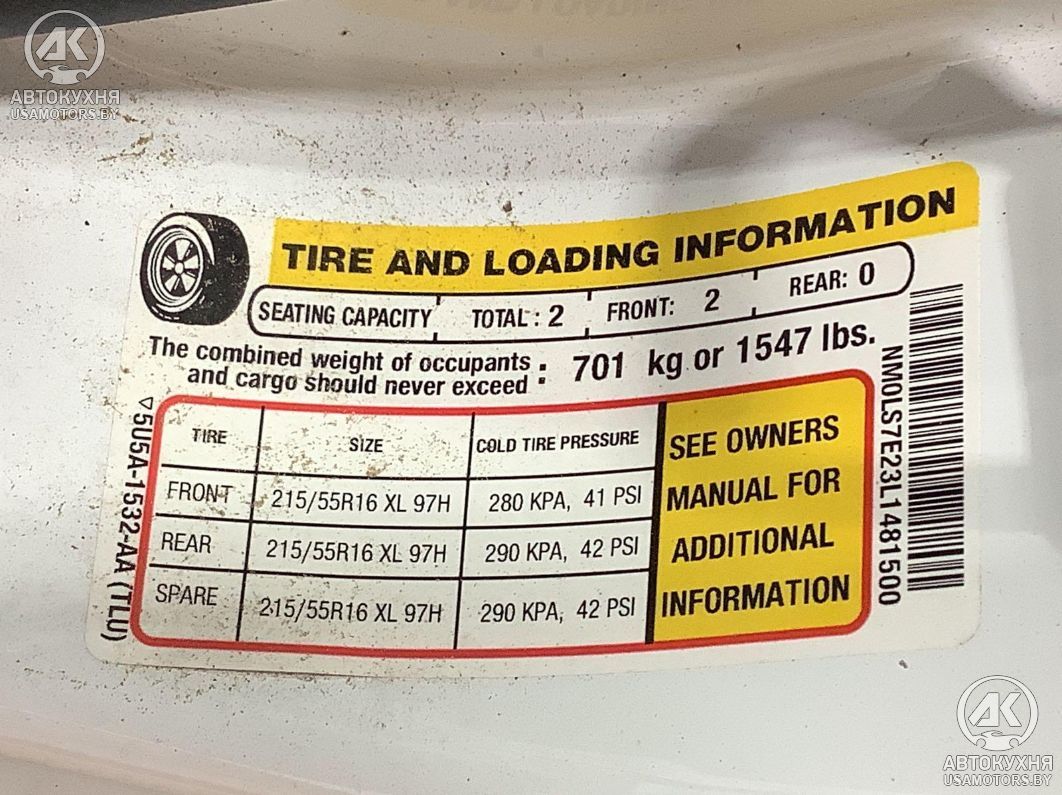 АК
АВТОКУХНЯ
USAMOTORS.BY
TIRE AND LOADING INFORMATION
SEATING CAPACITY TOTAL: 2 FRONT: 2 REAR: 0
The combined weight of occupants
and cargo should never exceed : 701 kg or 1547 lbs.
TIRE SIZE COLD TIRE PRESSURE
FRONT 215/55R16 XL 97H 280 KPA, 41 PSI
REAR 215/55R16 XL 97H 290 KPA, 42 PSI
SPARE 215/55R16 XL 97H 290 KPA, 42 PSI
SEE OWNERS
MANUAL FOR
ADDITIONAL
INFORMATION
5U5A-1532-AA (TLU)
NM0LS7E23L1481500
АК
АВТОКУХНЯ
USAMOTORS.BY